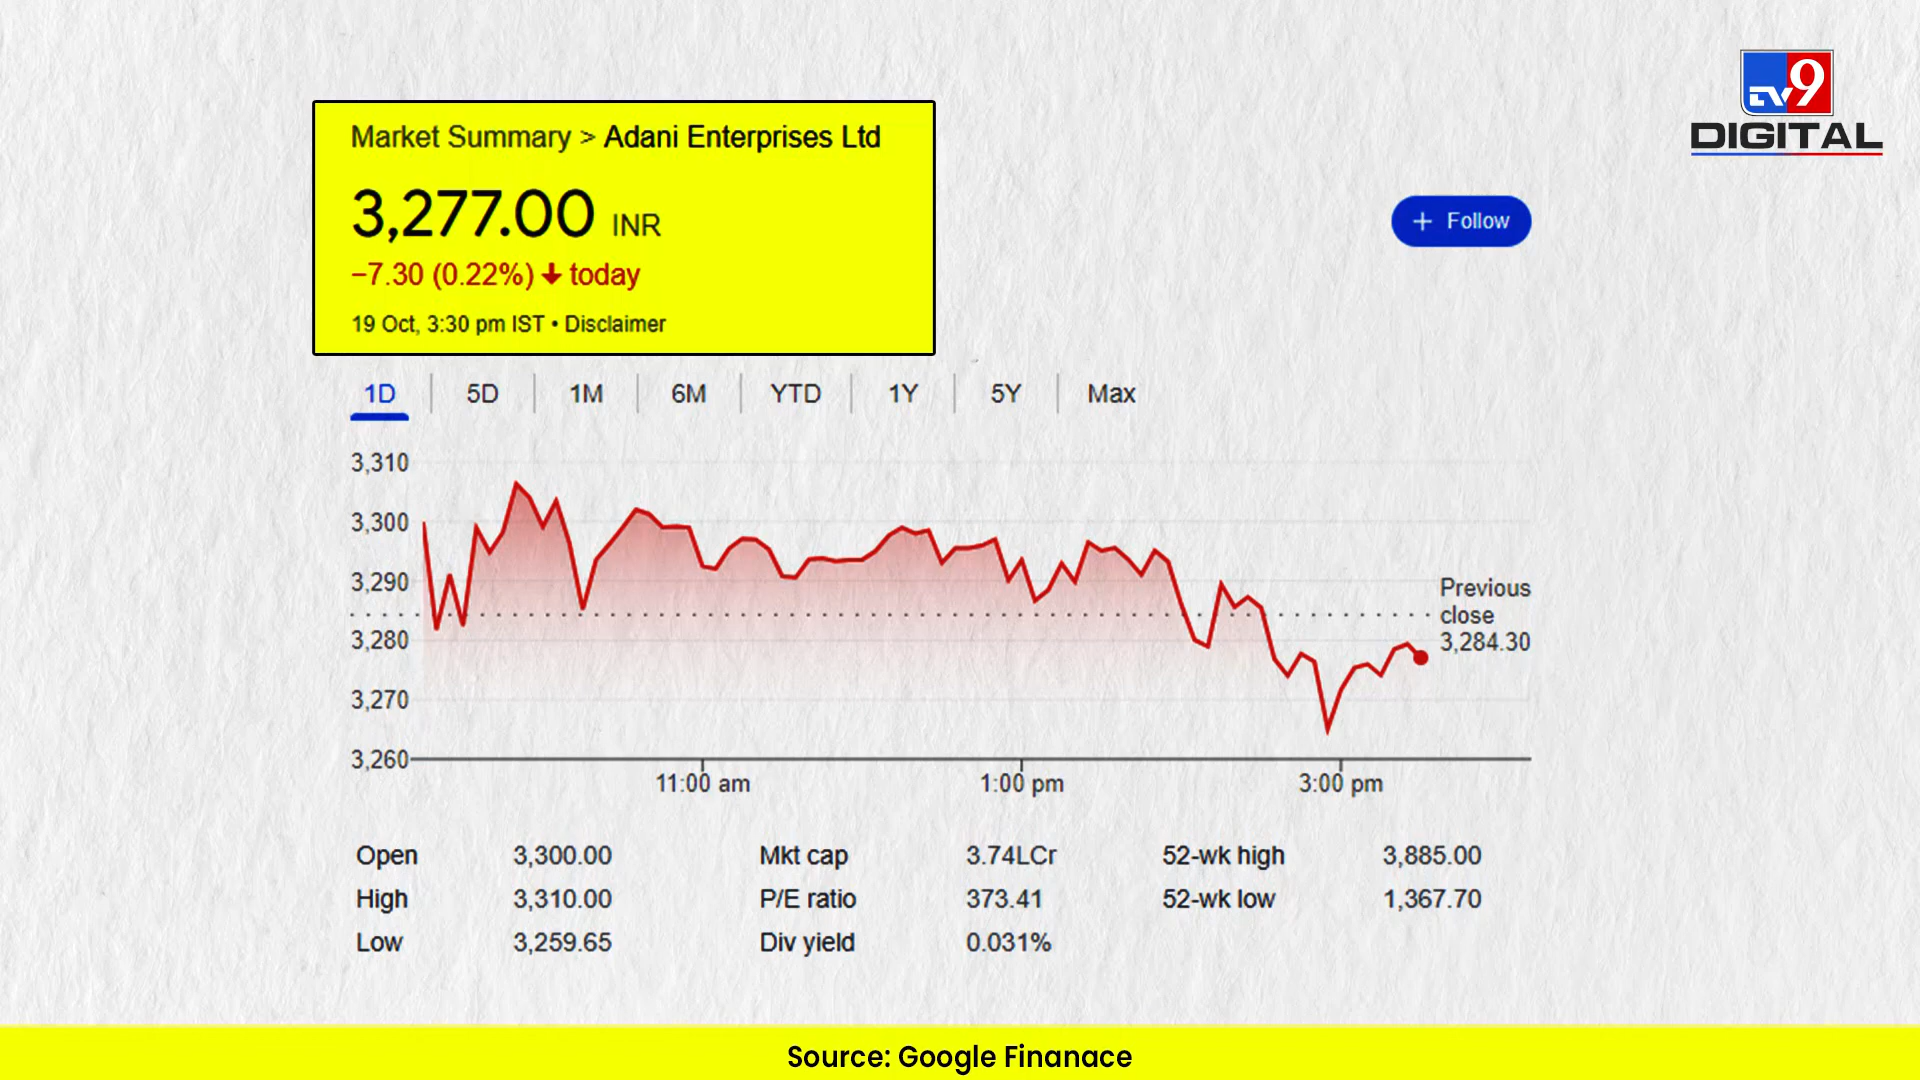 TV9
DIGITAL
Market Summary > Adani Enterprises Ltd
3,277.00 INR
−7.30 (0.22%) ↓ today
19 Oct, 3:30 pm IST • Disclaimer
+ Follow
1D 5D 1M 6M YTD 1Y 5Y Max
3,310
3,300
3,290
3,280
3,270
3,260
Previous
close
3,284.30
11:00 am 1:00 pm 3:00 pm
Open 3,300.00 Mkt cap 3.74LCr 52-wk high 3,885.00
High 3,310.00 P/E ratio 373.41 52-wk low 1,367.70
Low 3,259.65 Div yield 0.031%
Source: Google Finanace